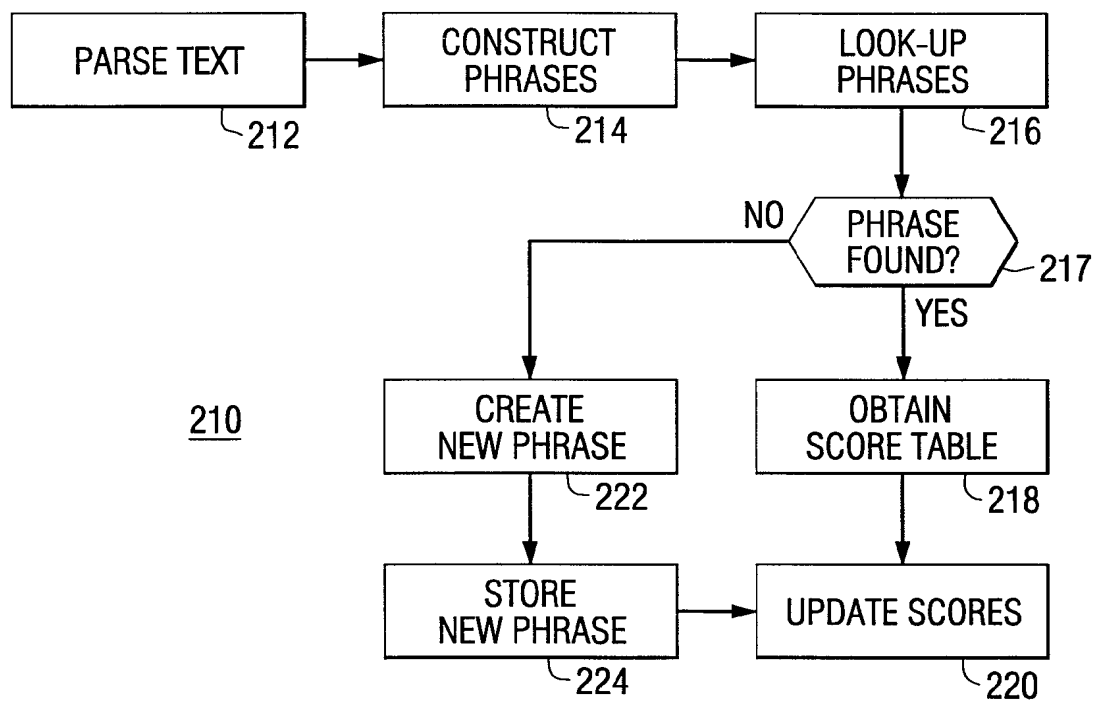 PARSE TEXT
212
CONSTRUCT
PHRASES
214
LOOK-UP
PHRASES
216
NO
PHRASE
FOUND?
217
YES
210
CREATE
NEW PHRASE
222
OBTAIN
SCORE TABLE
218
STORE
NEW PHRASE
224
UPDATE SCORES
220